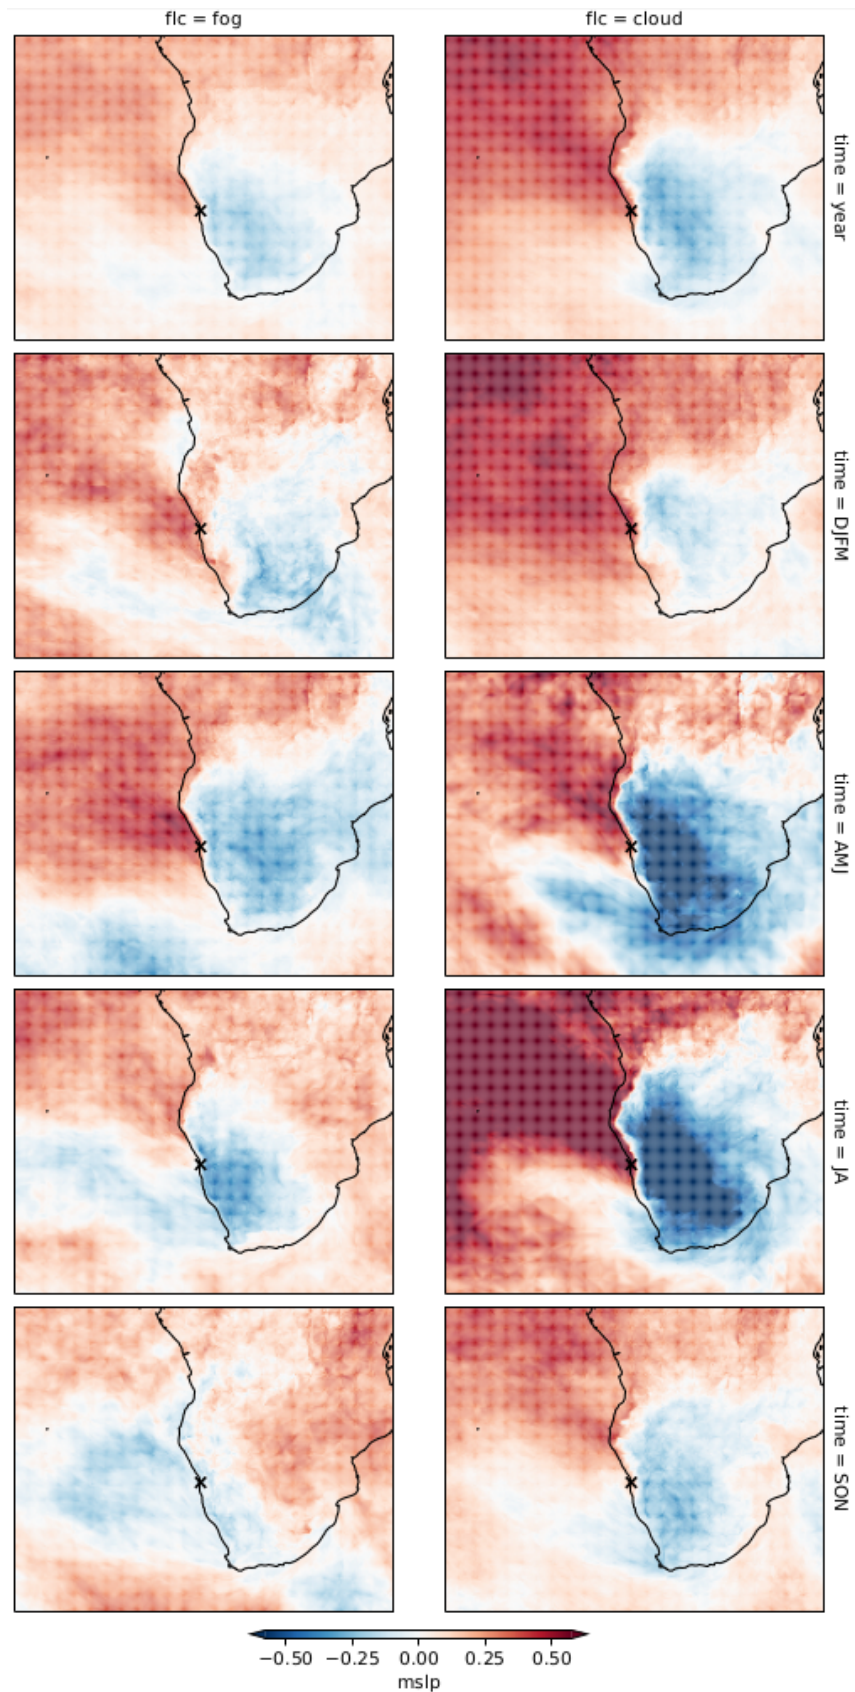 flc = fog
flc = cloud
time = year
time = DJFM
time = AMJ
time = JA
time = SON
−0.50 −0.25 0.00 0.25 0.50
mslp